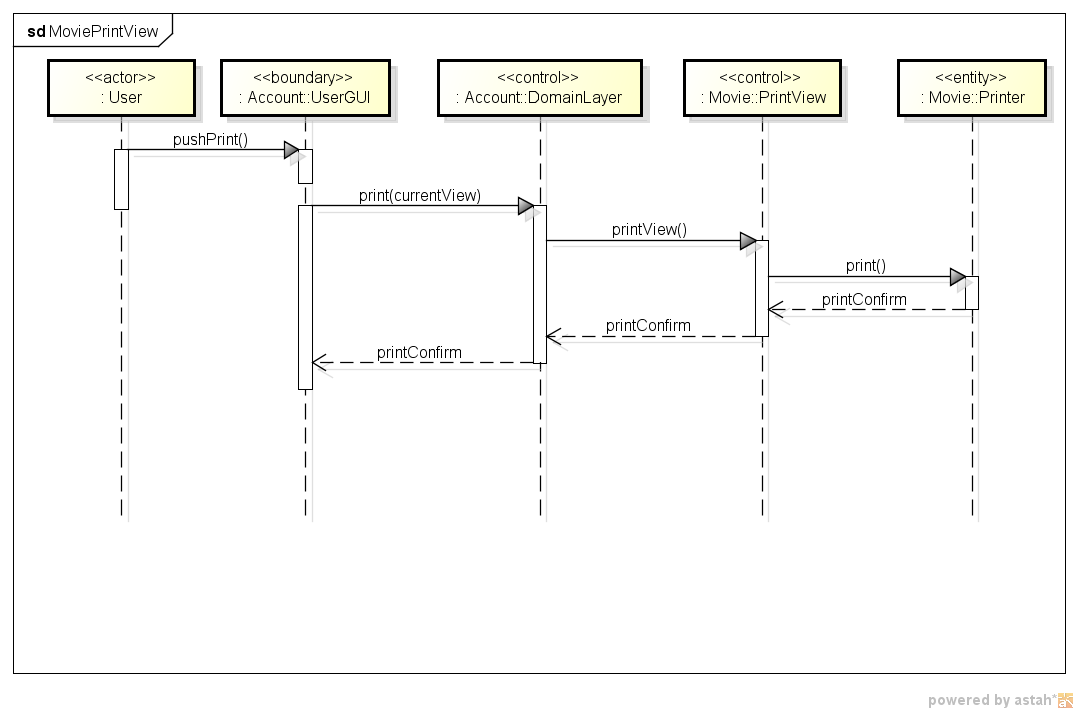 sd MoviePrintView
<<actor>>
: User
<<boundary>>
: Account::UserGUI
<<control>>
: Account::DomainLayer
<<control>>
: Movie::PrintView
<<entity>>
: Movie::Printer
pushPrint()
print(currentView)
printView()
print()
printConfirm
printConfirm
printConfirm
powered by astah*